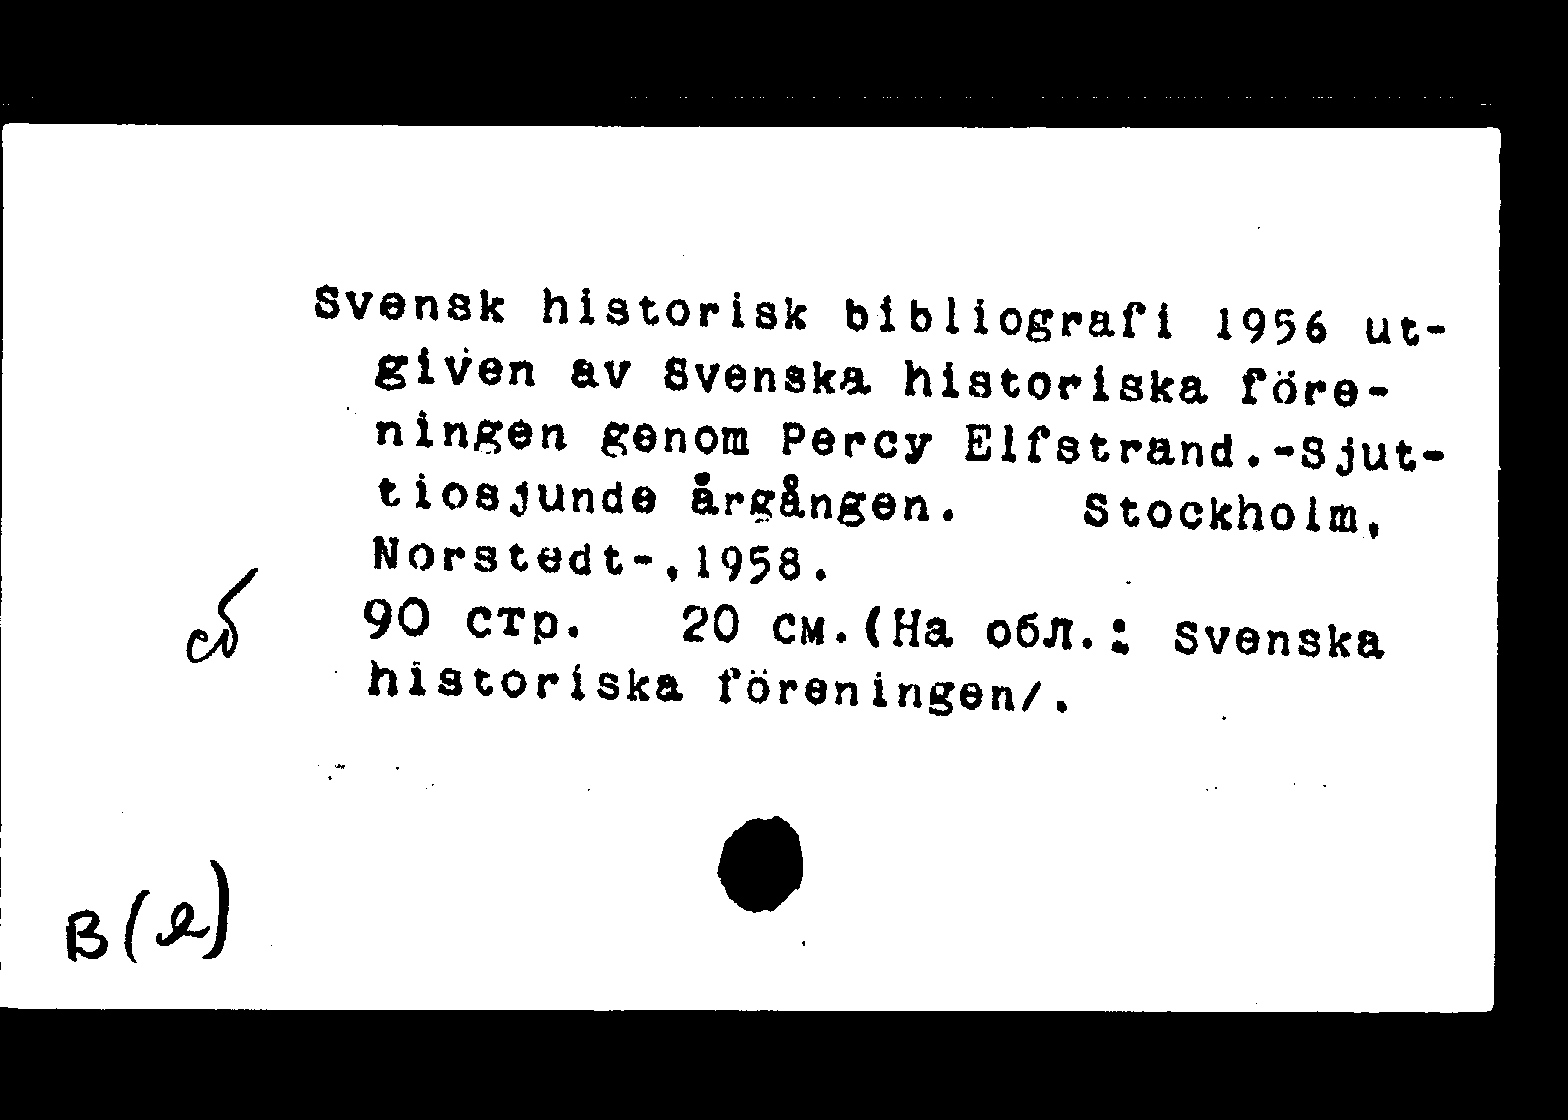 Svensk historisk bibliografi 1956 ut-
given av Svenska historiska före-
ningen genom Percy Elfstrand.-Sjut-
tiosjunde årgången. Stockholm,
Norstedt-,1958.
90 стр. 20 см.(На обл.: Svenska
historiska föreningen/.
сб
В(2)